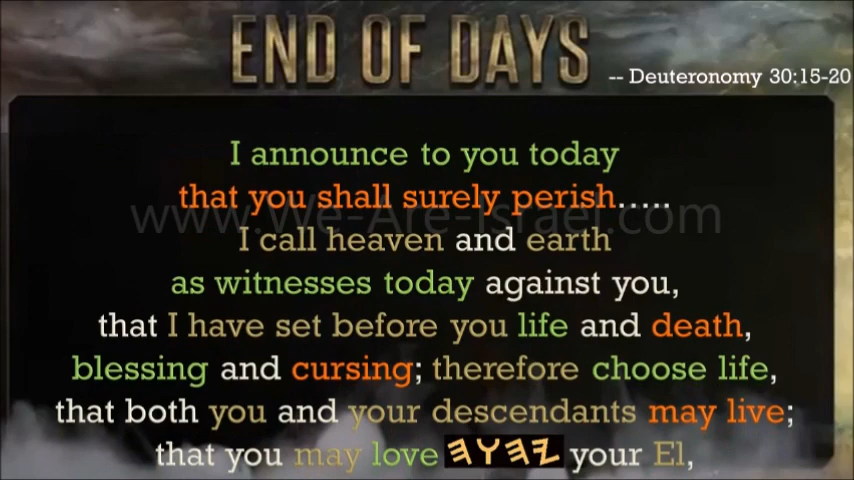 END OF DAYS
-- Deuteronomy 30:15-20
I announce to you today
that you shall surely perish.....
www.We-Are-Israel.com
I call heaven and earth
as witnesses today against you,
that I have set before you life and death,
blessing and cursing; therefore choose life,
that both you and your descendants may live;
that you may love 𐤉𐤄𐤅𐤄 your El,